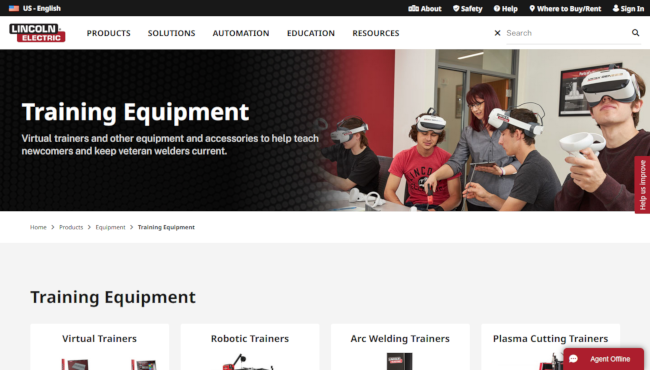 US - English
About
Safety
Help
Where to Buy/Rent
Sign In
LINCOLN
ELECTRIC
PRODUCTS
SOLUTIONS
AUTOMATION
EDUCATION
RESOURCES
Search
Training Equipment
Virtual trainers and other equipment and accessories to help teach
newcomers and keep veteran welders current.
Help us improve
Home > Products > Equipment > Training Equipment
Training Equipment
Virtual Trainers
Robotic Trainers
Arc Welding Trainers
Plasma Cutting Trainers
Agent Offline